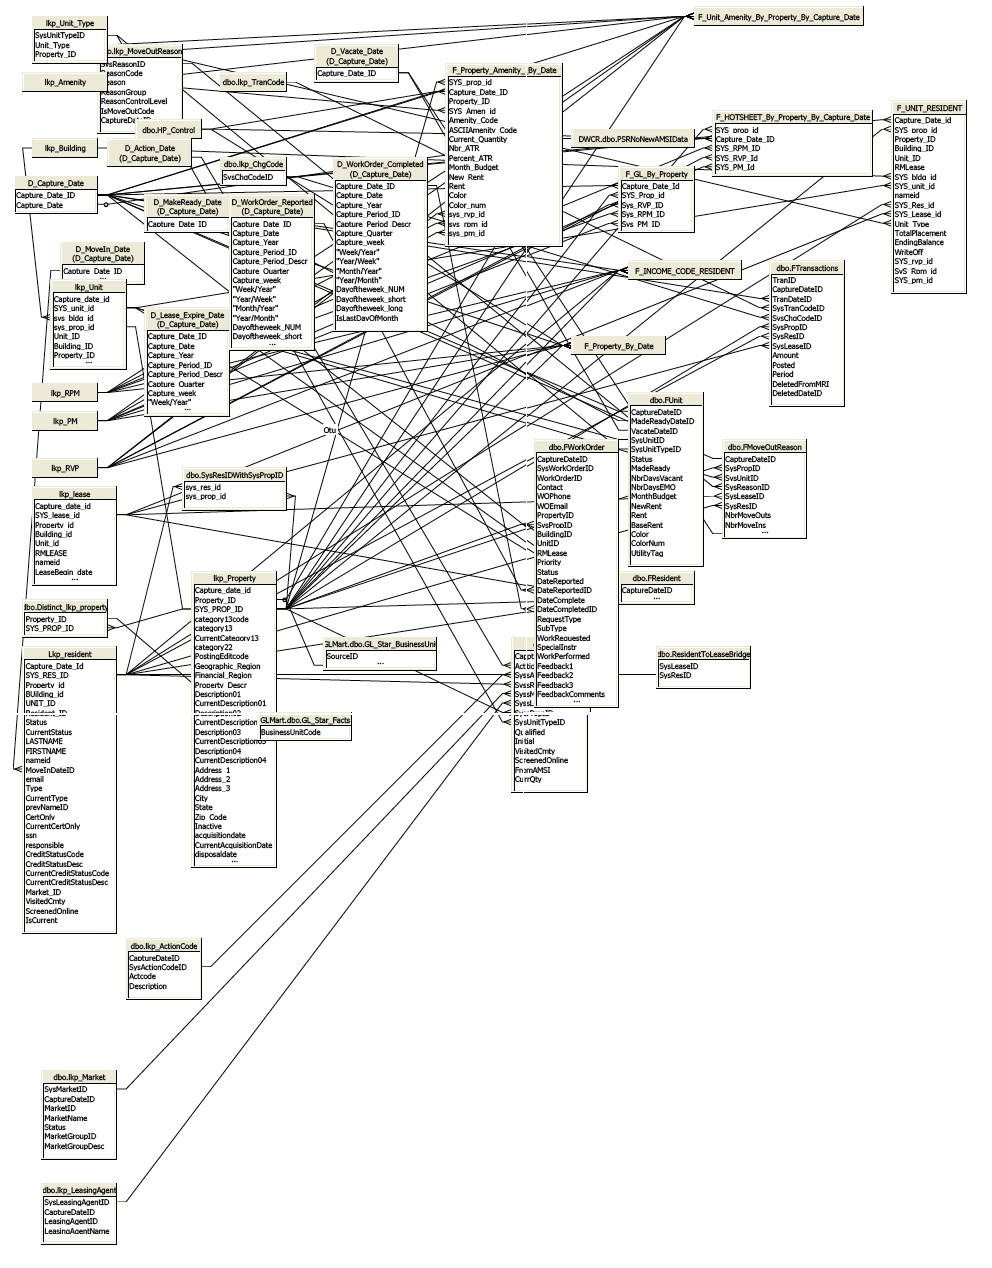 lkp_Unit_Type
SysUnitTypeID
Unit_Type
Property_ID
o.lkp_MoveOutReason
SysReasonID
ReasonCode
Reason
ReasonGroup
ReasonControlLevel
IsMoveOutCode
lkp_Amenity
dbo.lkp_TranCode
D_Vacate_Date
(D_Capture_Date)
Capture_Date_ID
F_Unit_Amenity_By_Property_By_Capture_Date
F_Property_Amenity_By_Date
SYS_prop_id
Capture_Date_ID
Property_ID
SYS_Amen_id
Amenity_Code
ASCIIAmenity_Code
Current_Quantity
Nbr_ATR
Percent_ATR
Month_Budget
New_Rent
Rent
Color
Color_num
sys_rvp_id
sys_rpm_id
sys_pm_id
dbo.HP_Control
lkp_Building
D_Action_Date
(D_Capture_Date)
dbo.lkp_ChgCode
SysChgCodeID
D_Capture_Date
Capture_Date_ID
Capture_Date
D_MakeReady_Date
(D_Capture_Date)
Capture_Date_ID
D_WorkOrder_Reported
(D_Capture_Date)
Capture_Date_ID
Capture_Date
Capture_Year
Capture_Period_ID
Capture_Period_Descr
Capture_Quarter
"Week/Year"
"Year/Week"
"Month/Year"
"Year/Month"
Dayoftheweek_NUM
Dayoftheweek_short
...
D_WorkOrder_Completed
(D_Capture_Date)
Capture_Date_ID
Capture_Date
Capture_Year
Capture_Period_ID
Capture_Period_Descr
Capture_Quarter
Capture_week
"Week/Year"
"Year/Week"
"Month/Year"
"Year/Month"
Dayoftheweek_NUM
Dayoftheweek_short
Dayoftheweek_long
IsLastDayOfMonth
DWCR.dbo.PSRNoNewAMSIData
F_HOTSHEET_By_Property_By_Capture_Date
SYS_prop_id
Capture_Date_ID
SYS_RPM_ID
SYS_RVP_Id
SYS_PM_Id
F_UNIT_RESIDENT
Capture_Date_id
SYS_prop_id
Property_ID
Building_ID
Unit_ID
RMLease
SYS_bldg_id
SYS_unit_id
nameid
SYS_Res_id
SYS_Lease_id
Unit_Type
TotalPlacement
EndingBalance
WriteOff
SYS_rvp_id
SyS_Rpm_id
SYS_pm_id
F_GL_By_Property
Capture_Date_Id
SYS_Prop_id
Sys_RVP_ID
Sys_RPM_ID
Sys_PM_ID
F_INCOME_CODE_RESIDENT
F_Property_By_Date
dbo.FTransactions
TranID
CaptureDateID
TranDateID
SysTranCodeID
SysChgCodeID
SysPropID
SysResID
SysLeaseID
Amount
Posted
Period
DeletedFromMRI
DeletedDateID
D_MoveIn_Date
(D_Capture_Date)
Capture_Date_ID
lkp_Unit
Capture_date_id
SYS_unit_id
sys_bldg_id
sys_prop_id
Unit_ID
Building_ID
Property_ID
...
D_Lease_Expire_Date
(D_Capture_Date)
Capture_Date_ID
Capture_Date
Capture_Year
Capture_Period_ID
Capture_Period_Descr
Capture_Quarter
Capture_week
"Week/Year"
...
lkp_RPM
lkp_PM
lkp_RVP
dbo.FUnit
CaptureDateID
MadeReadyDateID
VacateDateID
SysUnitID
SysUnitTypeID
Status
MadeReady
NbrDaysVacant
NbrDaysEMO
MonthBudget
NewRent
Rent
BaseRent
Color
ColorNum
UtilityTag
dbo.FMoveOutReason
CaptureDateID
SysPropID
SysUnitID
SysReasonID
SysLeaseID
SysResID
NbrMoveOuts
NbrMoveIns
...
dbo.FWorkOrder
CaptureDateID
SysWorkOrderID
WorkOrderID
Contact
WOPhone
WOEmail
PropertyID
SysPropID
BuildingID
UnitID
RMLease
Priority
Status
DateReported
DateReportedID
DateComplete
DateCompletedID
RequestType
SubType
WorkRequested
SpecialInstr
WorkPerformed
Feedback1
Feedback2
Feedback3
FeedbackComments
...
dbo.SysResIDWithSysPropID
sys_res_id
sys_prop_id
lkp_lease
Capture_date_id
SYS_lease_id
Property_id
Building_id
Unit_id
RMLEASE
nameid
LeaseBegin_date
...
dbo.FResident
CaptureDateID
...
dbo.Distinct_lkp_property
Property_ID
SYS_PROP_ID
lkp_Property
Capture_date_id
Property_ID
SYS_PROP_ID
category13code
category13
CurrentCategory13
category22
PostingEditcode
Geographic_Region
Financial_Region
Property_Descr
Description01
CurrentDescription01
CurrentDescription
Description03
CurrentDescription03
Description04
CurrentDescription04
Address_1
Address_2
Address_3
City
State
Zip_Code
Inactive
acquisitiondate
CurrentAcquisitionDate
disposaldate
...
GLMart.dbo.GL_Star_BusinessUni
SourceID
...
GLMart.dbo.GL_Star_Facts
BusinessUnitCode
dbo.ResidentToLeaseBridge
SysLeaseID
SysResID
SysUnitTypeID
Qualified
Initial
VisitedCmty
ScreenedOnline
FromAMSI
CurrQty
Lkp_resident
Capture_Date_Id
SYS_RES_ID
Property_id
BUilding_id
UNIT_ID
Resident_ID
Status
CurrentStatus
LASTNAME
FIRSTNAME
nameid
MoveInDateID
email
Type
CurrentType
prevNameID
CertOnly
CurrentCertOnly
ssn
responsible
CreditStatusCode
CreditStatusDesc
CurrentCreditStatusCode
CurrentCreditStatusDesc
Market_ID
VisitedCmty
ScreenedOnline
IsCurrent
dbo.lkp_ActionCode
CaptureDateID
SysActionCodeID
Actcode
Description
dbo.lkp_Market
SysMarketID
CaptureDateID
MarketID
MarketName
Status
MarketGroupID
MarketGroupDesc
dbo.lkp_LeasingAgent
SysLeasingAgentID
CaptureDateID
LeasingAgentID
LeasingAgentName